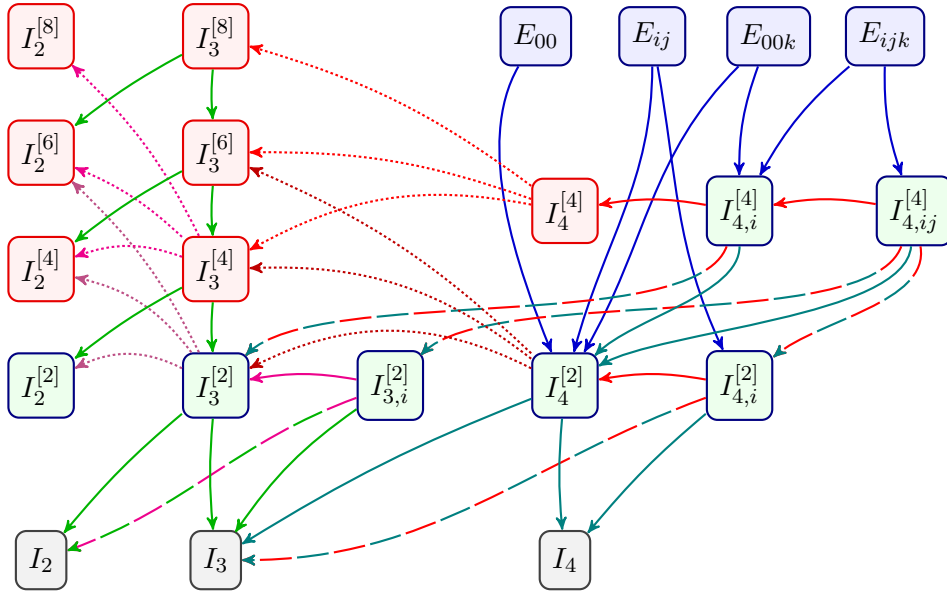 I_2^{[8]} I_3^{[8]} E_{00} E_{ij} E_{00k} E_{ijk}
I_2^{[6]} I_3^{[6]}
I_4^{[4]} I_{4,i}^{[4]} I_{4,ij}^{[4]}
I_2^{[4]} I_3^{[4]}
I_2^{[2]} I_3^{[2]} I_{3,i}^{[2]} I_4^{[2]} I_{4,i}^{[2]}
I_2 I_3 I_4